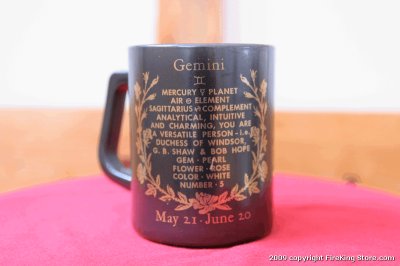 Gemini
♊
MERCURY ☿ PLANET
AIR ⊖ ELEMENT
SAGITTARIUS COMPLEMENT
ANALYTICAL, INTUITIVE
AND CHARMING, YOU ARE
A VERSATILE PERSON - i.e.
DUCHESS OF WINDSOR,
G. B. SHAW & BOB HOPE
GEM · PEARL
FLOWER · ROSE
COLOR · WHITE
NUMBER · 5
May 21 · June 20
2009 copyright FireKing Store.com